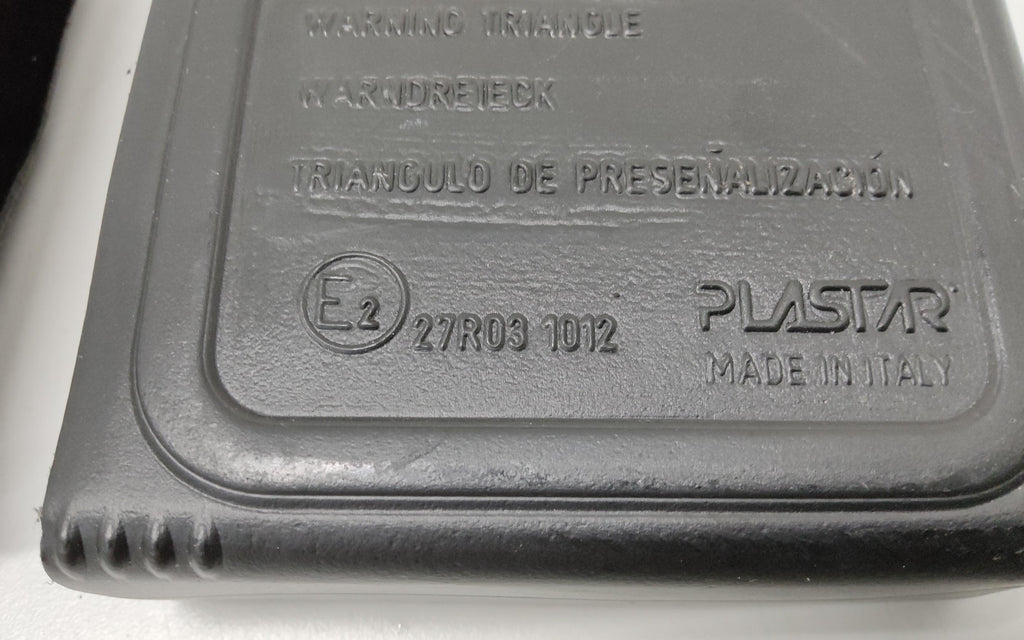 WARNING TRIANGLE
WARNDREIECK
TRIANGULO DE PRESEÑALIZACIÓN
E2 27R03 1012
PLASTAR
MADE IN ITALY